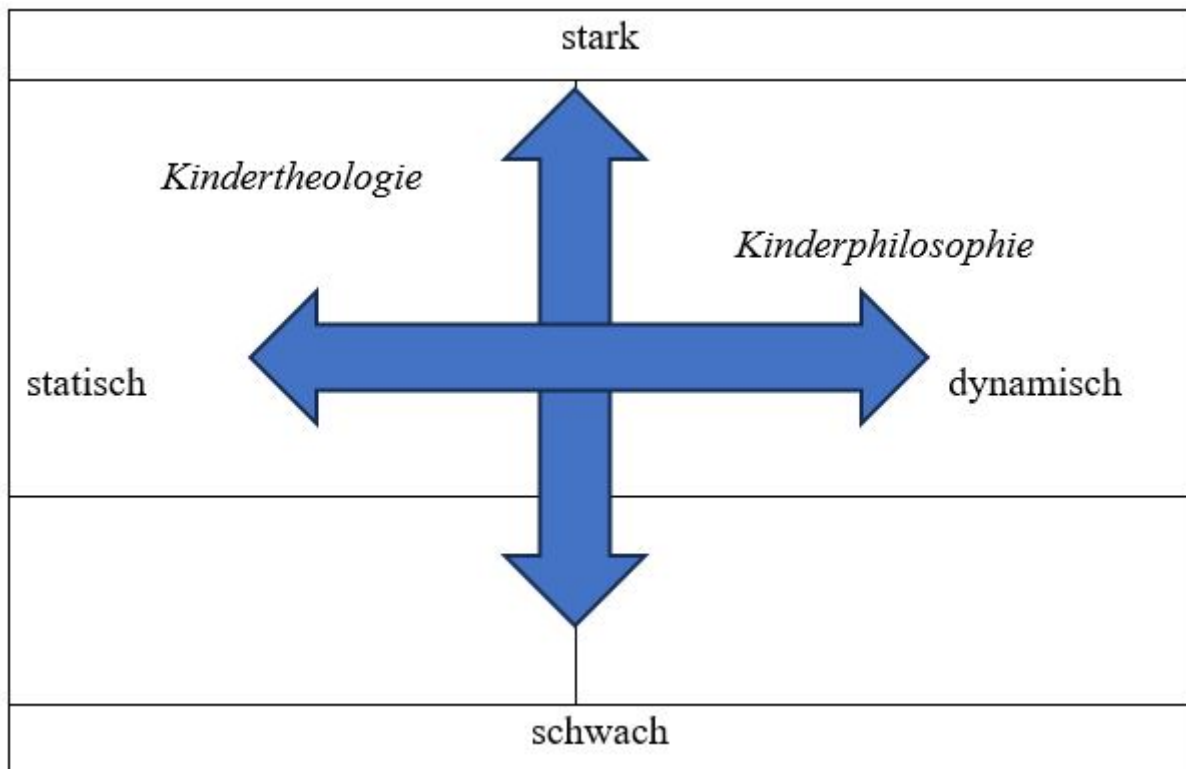 stark
Kindertheologie
Kinderphilosophie
statisch
dynamisch
schwach